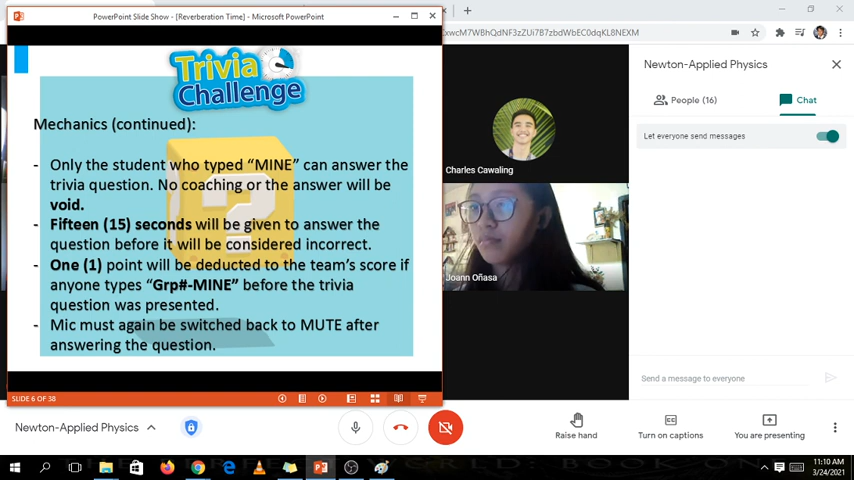 PowerPoint Slide Show - [Reverberation Time] - Microsoft PowerPoint
xwcM7WBhQdNF3zZUi7B7zbdWbEC0dqKL8NEXM
Trivia
Challenge
Mechanics (continued):
- Only the student who typed “MINE” can answer the
trivia question. No coaching or the answer will be
void.
- Fifteen (15) seconds will be given to answer the
question before it will be considered incorrect.
- One (1) point will be deducted to the team’s score if
anyone types “Grp#-MINE” before the trivia
question was presented.
- Mic must again be switched back to MUTE after
answering the question.
SLIDE 6 OF 38
Charles Cawaling
Joann Oñasa
Newton-Applied Physics
People (16)
Chat
Let everyone send messages
Send a message to everyone
Newton-Applied Physics
Raise hand
Turn on captions
You are presenting
11:10 AM
3/24/2021